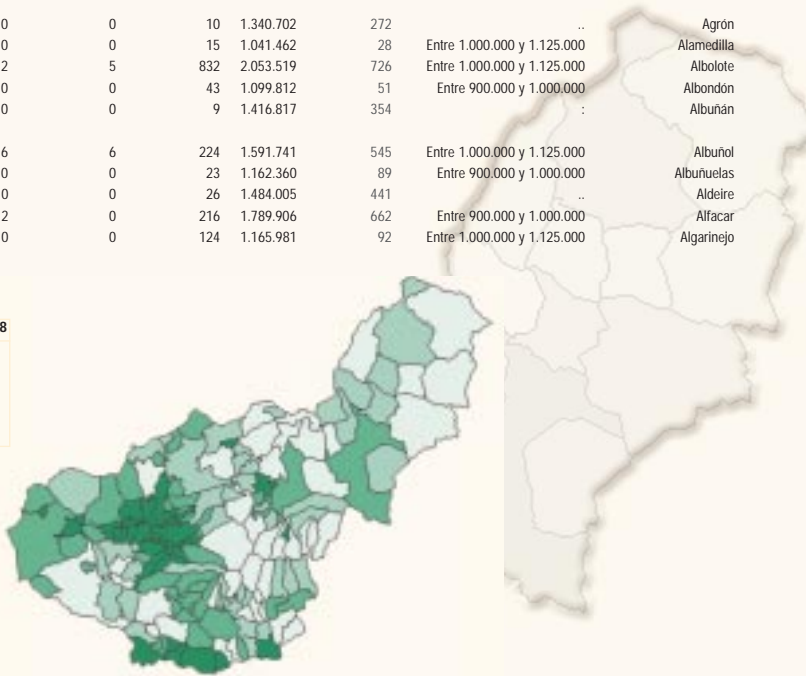 0 0 10 1.340.702 272 .. Agrón
0 0 15 1.041.462 28 Entre 1.000.000 y 1.125.000 Alamedilla
2 5 832 2.053.519 726 Entre 1.000.000 y 1.125.000 Albolote
0 0 43 1.099.812 51 Entre 900.000 y 1.000.000 Albondón
0 0 9 1.416.817 354 : Albuñán
6 6 224 1.591.741 545 Entre 1.000.000 y 1.125.000 Albuñol
0 0 23 1.162.360 89 Entre 900.000 y 1.000.000 Albuñuelas
0 0 26 1.484.005 441 .. Aldeire
2 0 216 1.789.906 662 Entre 900.000 y 1.000.000 Alfacar
0 0 124 1.165.981 92 Entre 1.000.000 y 1.125.000 Algarinejo
8